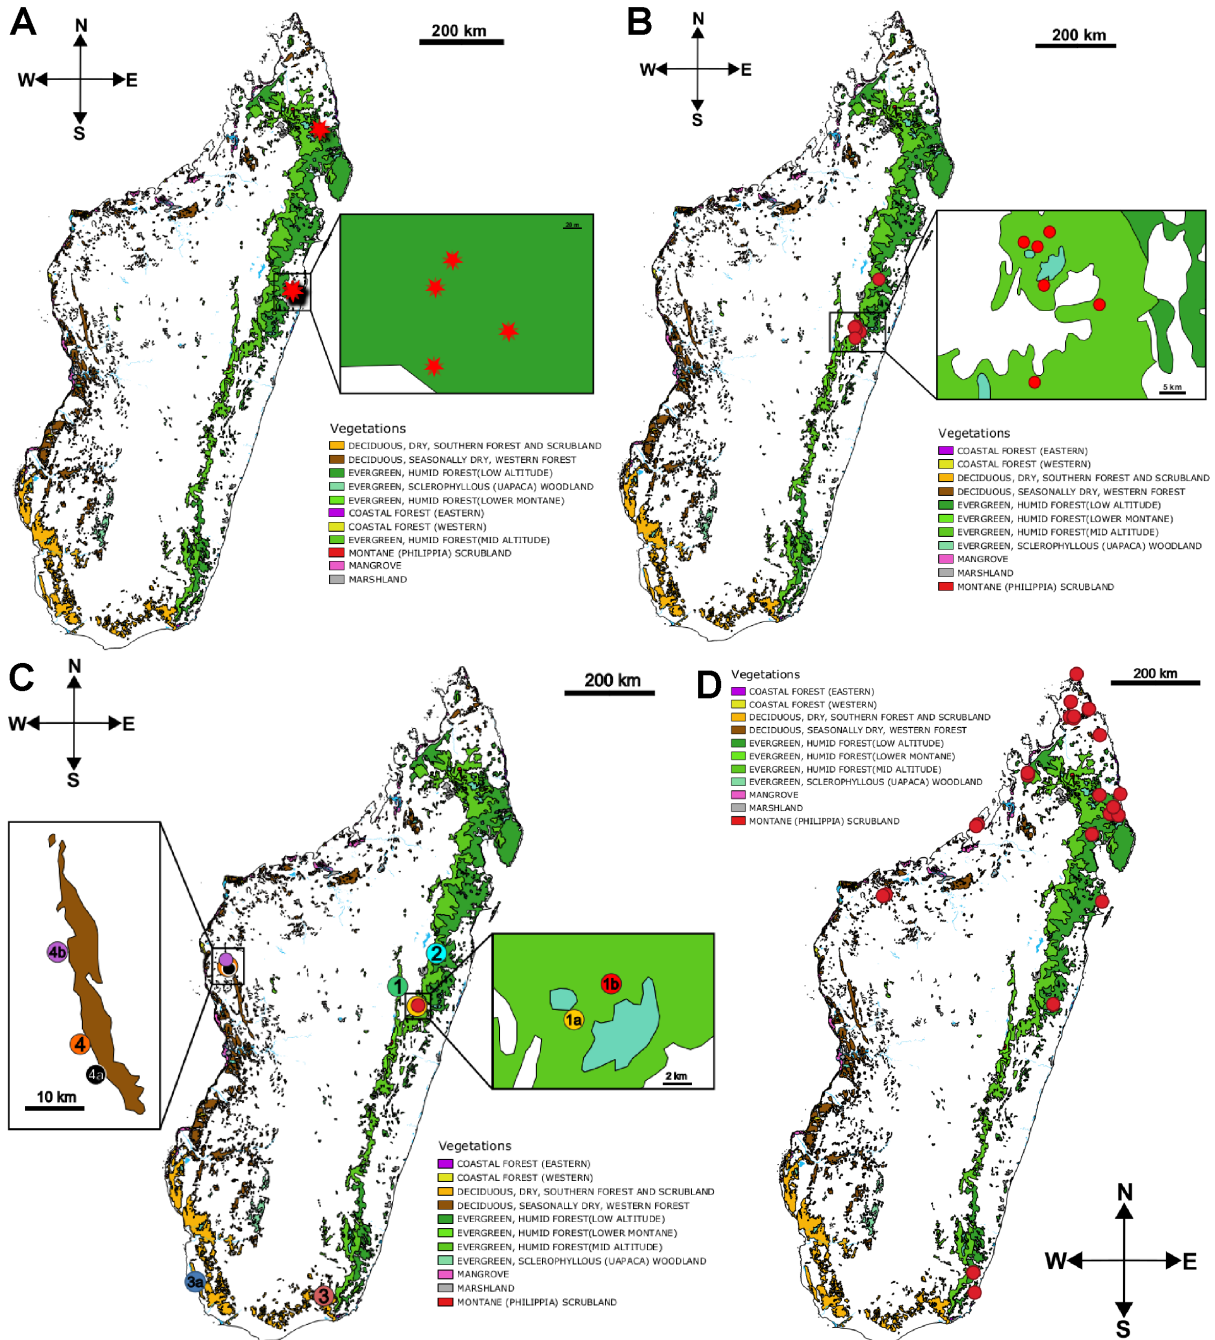 A
N
W E
S
200 km
20 m
Vegetations
DECIDUOUS, DRY, SOUTHERN FOREST AND SCRUBLAND
DECIDUOUS, SEASONALLY DRY, WESTERN FOREST
EVERGREEN, HUMID FOREST(LOW ALTITUDE)
EVERGREEN, SCLEROPHYLLOUS (UAPACA) WOODLAND
EVERGREEN, HUMID FOREST(LOWER MONTANE)
COASTAL FOREST (EASTERN)
COASTAL FOREST (WESTERN)
EVERGREEN, HUMID FOREST(MID ALTITUDE)
MONTANE (PHILIPPIA) SCRUBLAND
MANGROVE
MARSHLAND
B
N
W E
S
200 km
5 km
Vegetations
COASTAL FOREST (EASTERN)
COASTAL FOREST (WESTERN)
DECIDUOUS, DRY, SOUTHERN FOREST AND SCRUBLAND
DECIDUOUS, SEASONALLY DRY, WESTERN FOREST
EVERGREEN, HUMID FOREST(LOW ALTITUDE)
EVERGREEN, HUMID FOREST(LOWER MONTANE)
EVERGREEN, HUMID FOREST(MID ALTITUDE)
EVERGREEN, SCLEROPHYLLOUS (UAPACA) WOODLAND
MANGROVE
MARSHLAND
MONTANE (PHILIPPIA) SCRUBLAND
C
N
W E
S
200 km
4b
4
4a
10 km
1
2
1b
1a
2 km
3a
3
Vegetations
COASTAL FOREST (EASTERN)
COASTAL FOREST (WESTERN)
DECIDUOUS, DRY, SOUTHERN FOREST AND SCRUBLAND
DECIDUOUS, SEASONALLY DRY, WESTERN FOREST
EVERGREEN, HUMID FOREST(LOW ALTITUDE)
EVERGREEN, HUMID FOREST(LOWER MONTANE)
EVERGREEN, HUMID FOREST(MID ALTITUDE)
EVERGREEN, SCLEROPHYLLOUS (UAPACA) WOODLAND
MANGROVE
MARSHLAND
MONTANE (PHILIPPIA) SCRUBLAND
D
Vegetations
COASTAL FOREST (EASTERN)
COASTAL FOREST (WESTERN)
DECIDUOUS, DRY, SOUTHERN FOREST AND SCRUBLAND
DECIDUOUS, SEASONALLY DRY, WESTERN FOREST
EVERGREEN, HUMID FOREST(LOW ALTITUDE)
EVERGREEN, HUMID FOREST(LOWER MONTANE)
EVERGREEN, HUMID FOREST(MID ALTITUDE)
EVERGREEN, SCLEROPHYLLOUS (UAPACA) WOODLAND
MANGROVE
MARSHLAND
MONTANE (PHILIPPIA) SCRUBLAND
200 km
N
W E
S